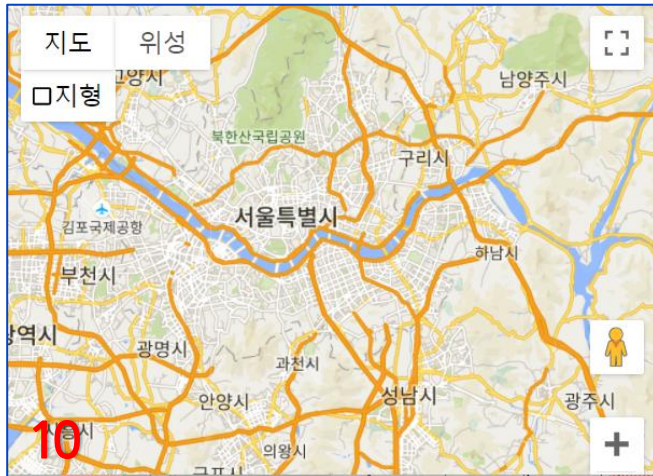 지도 위성
고양시 남양주시
지형
북한산국립공원
구리시
서울특별시
김포국제공항
하남시
부천시
광역시
광명시
과천시
안양시 성남시 광주시
10
의왕시